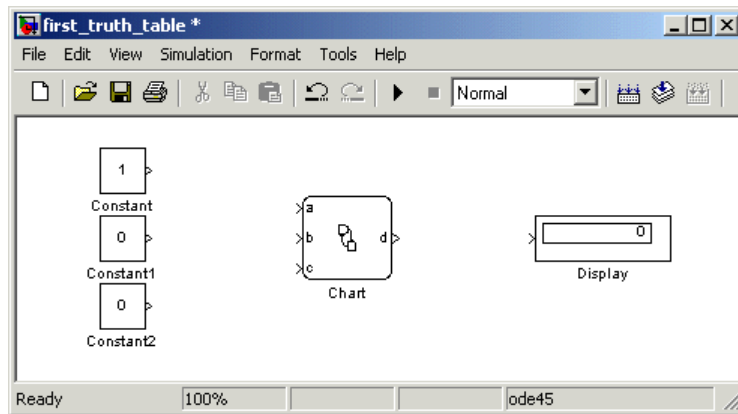 first_truth_table *
File Edit View Simulation Format Tools Help
Normal
1
Constant
0
Constant1
0
Constant2
a
b
c
d
Chart
0
Display
Ready 100% ode45